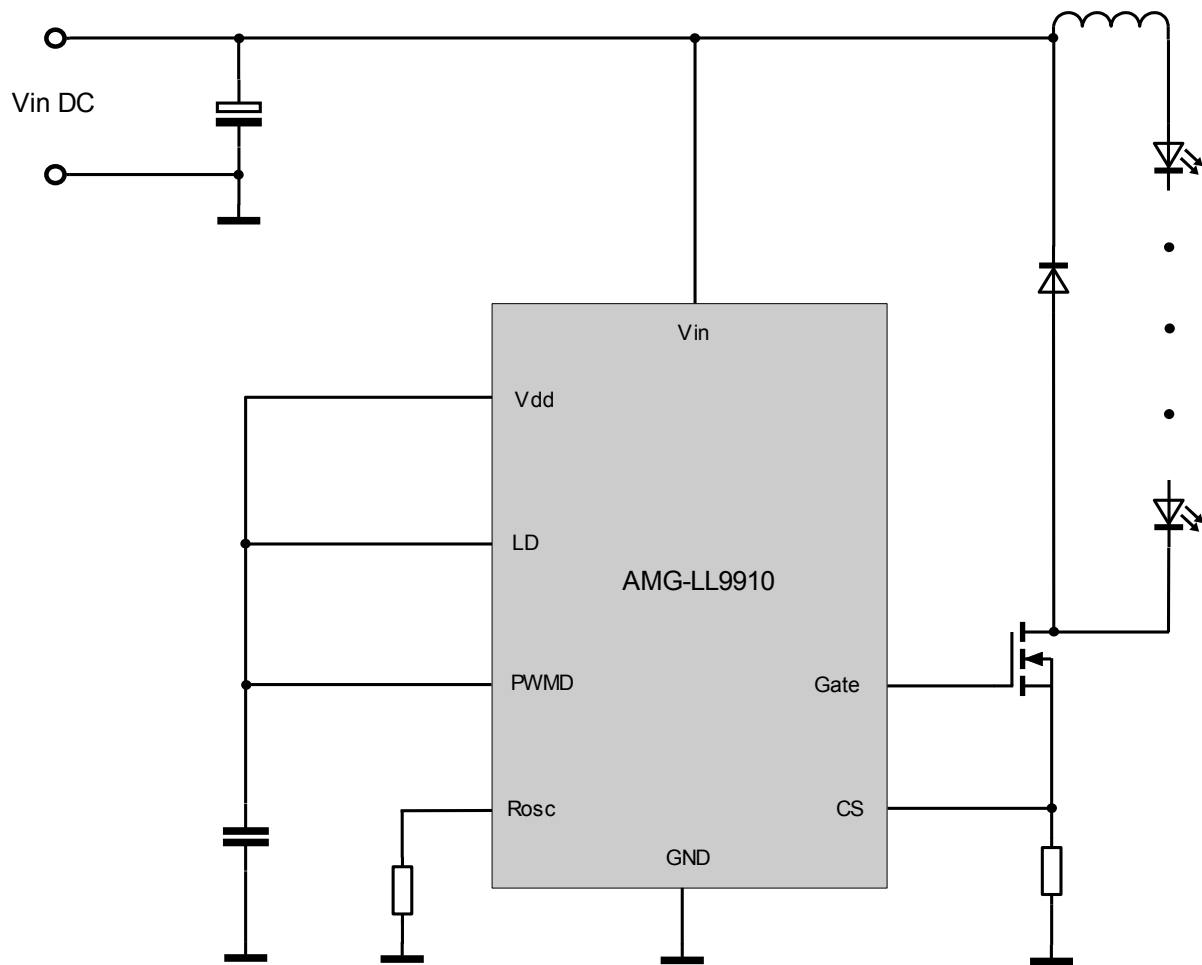 Vin DC
Vin
Vdd
LD
AMG-LL9910
PWMD
Gate
Rosc
CS
GND